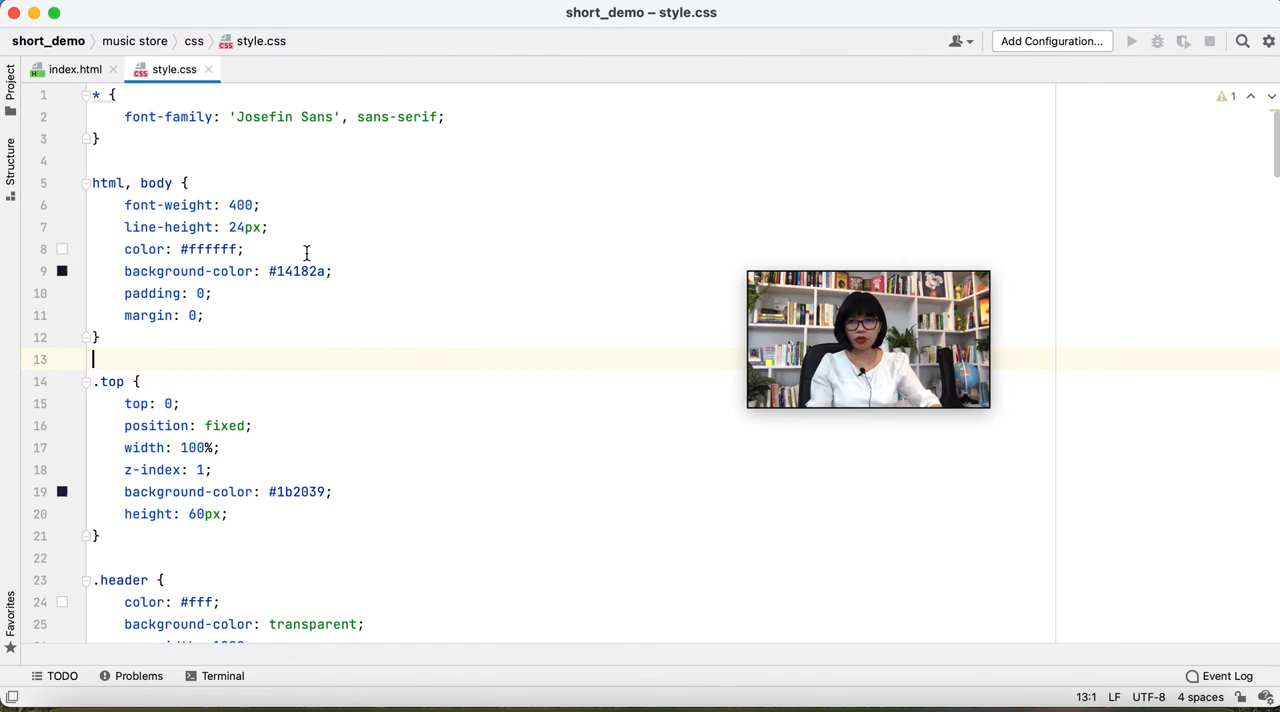 short_demo – style.css
short_demo music store css style.css Add Configuration...
index.html style.css
Project
Structure
Favorites
1 * {
2 font-family: 'Josefin Sans', sans-serif;
3 }
4
5 html, body {
6 font-weight: 400;
7 line-height: 24px;
8 color: #ffffff;
9 background-color: #14182a;
10 padding: 0;
11 margin: 0;
12 }
13
14 .top {
15 top: 0;
16 position: fixed;
17 width: 100%;
18 z-index: 1;
19 background-color: #1b2039;
20 height: 60px;
21 }
22
23 .header {
24 color: #fff;
25 background-color: transparent;
1
TODO Problems Terminal Event Log
13:1 LF UTF-8 4 spaces